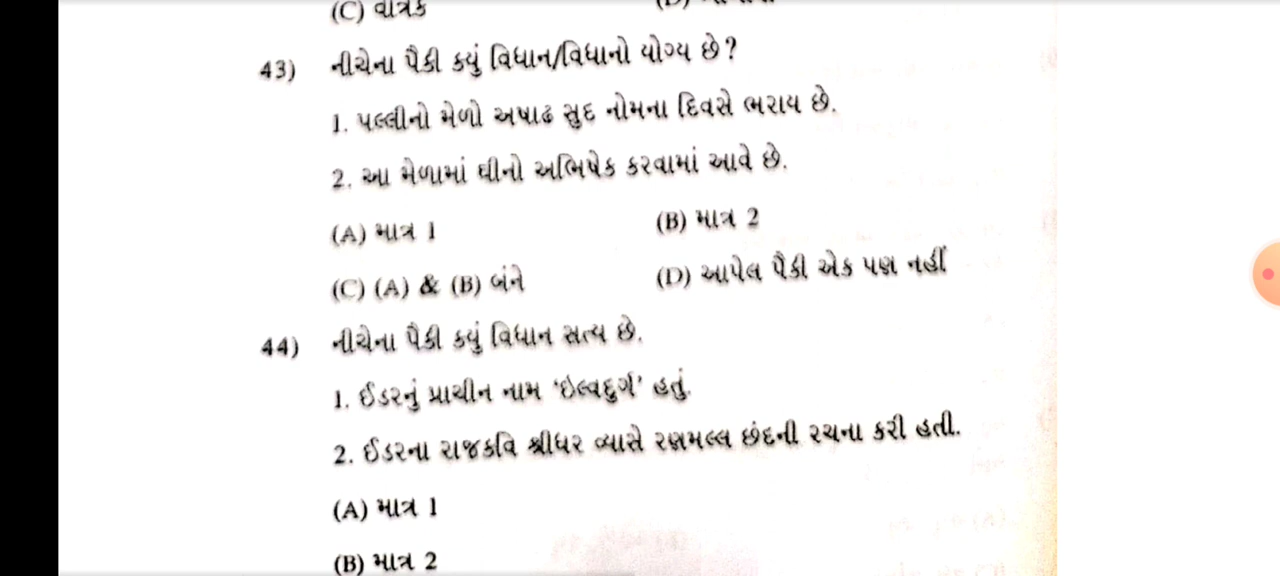 (C) વાત્રક
43) નીચેના પૈકી કયું વિધાન/વિધાનો યોગ્ય છે?
1. પલ્લીનો મેળો અષાઢ સુદ નોમના દિવસે ભરાય છે.
2. આ મેળામાં ઘીનો અભિષેક કરવામાં આવે છે.
(A) માત્ર 1 (B) માત્ર 2
(C) (A) & (B) બંને (D) આપેલ પૈકી એક પણ નહીં
44) નીચેના પૈકી કયું વિધાન સત્ય છે.
1. ઈડરનું પ્રાચીન નામ 'ઇલ્વદુર્ગ' હતું.
2. ઈડરના રાજકવિ શ્રીધર વ્યાસે રણમલ્લ છંદની રચના કરી હતી.
(A) માત્ર 1
(B) માત્ર 2